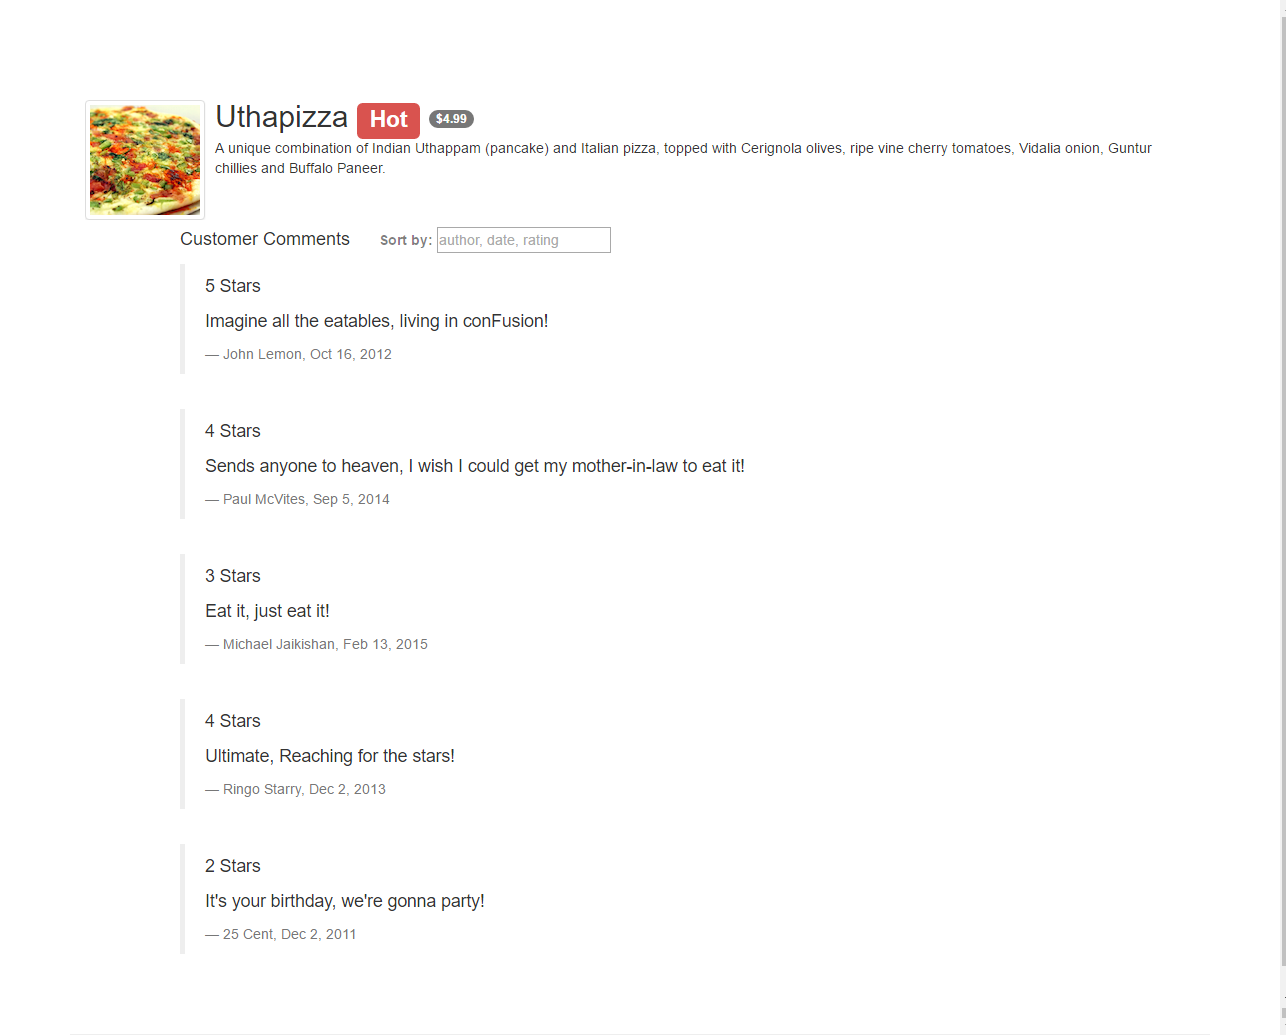 Uthapizza Hot $4.99
A unique combination of Indian Uthappam (pancake) and Italian pizza, topped with Cerignola olives, ripe vine cherry tomatoes, Vidalia onion, Guntur
chillies and Buffalo Paneer.
Customer Comments Sort by: author, date, rating
5 Stars
Imagine all the eatables, living in conFusion!
— John Lemon, Oct 16, 2012
4 Stars
Sends anyone to heaven, I wish I could get my mother-in-law to eat it!
— Paul McVites, Sep 5, 2014
3 Stars
Eat it, just eat it!
— Michael Jaikishan, Feb 13, 2015
4 Stars
Ultimate, Reaching for the stars!
— Ringo Starry, Dec 2, 2013
2 Stars
It's your birthday, we're gonna party!
— 25 Cent, Dec 2, 2011